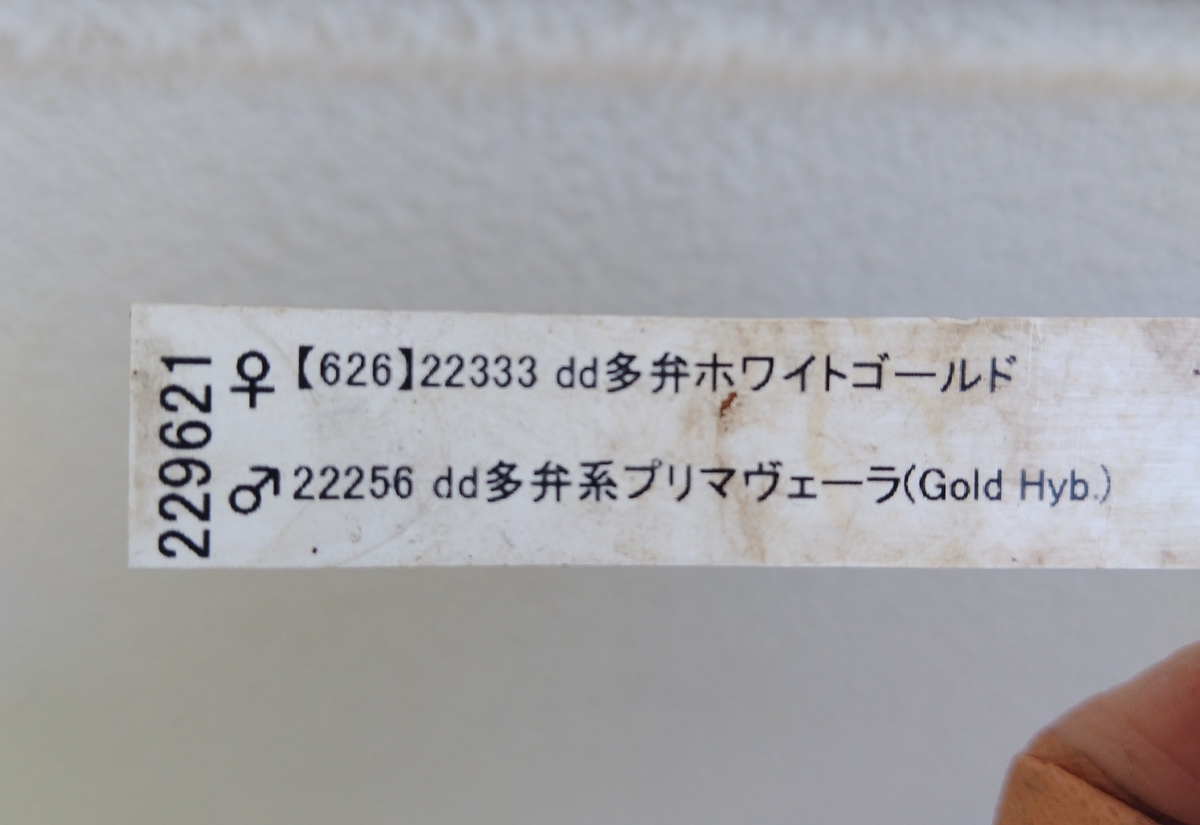 229621
♀【626】22333 dd多弁ホワイトゴールド
♂22256 dd多弁系プリマヴェーラ(Gold Hyb.)